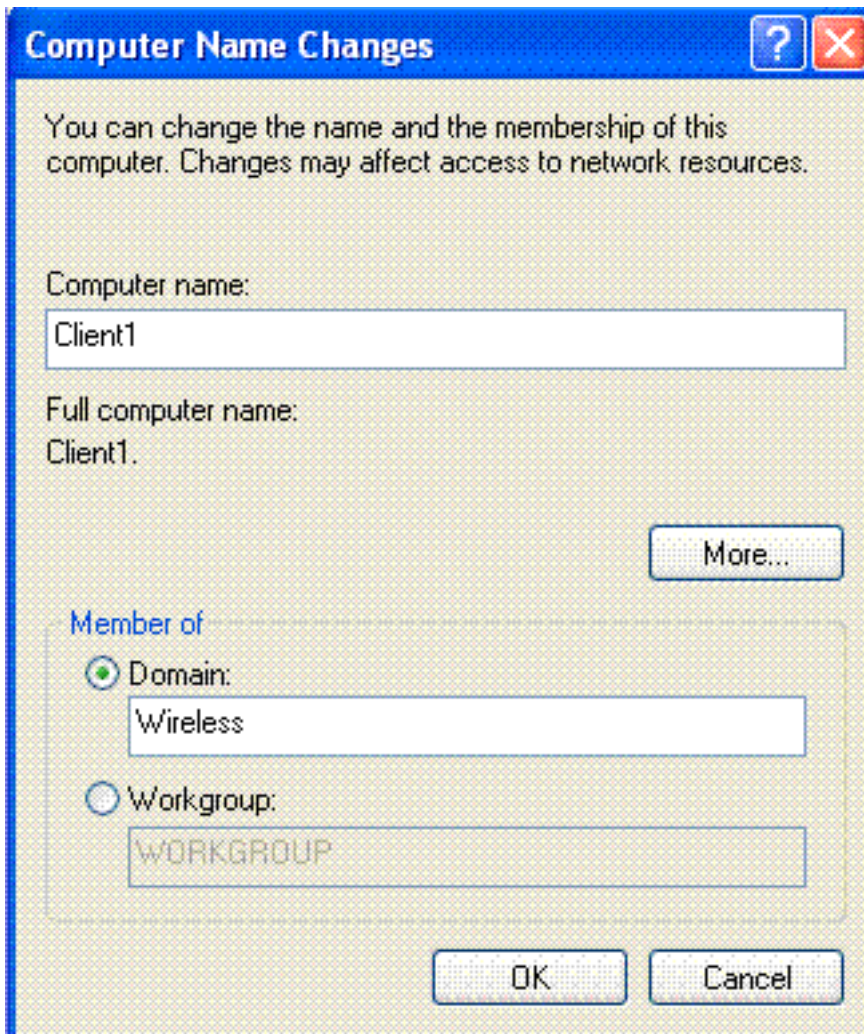 Computer Name Changes
You can change the name and the membership of this
computer. Changes may affect access to network resources.
Computer name:
Client1
Full computer name:
Client1.
More...
Member of
Domain:
Wireless
Workgroup:
WORKGROUP
OK
Cancel